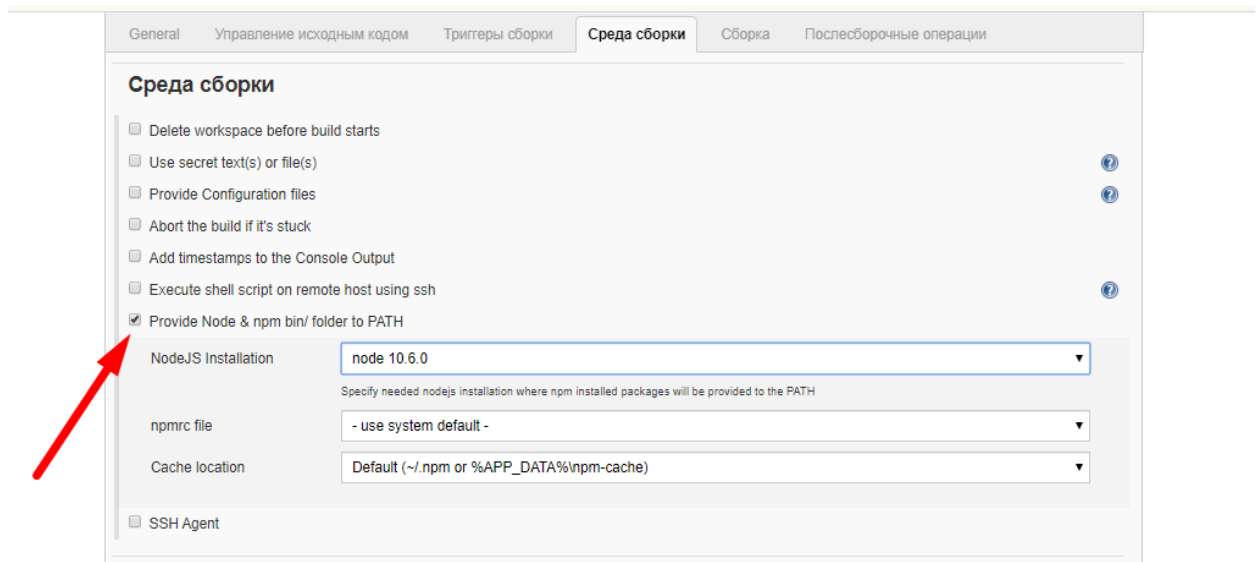 General Управление исходным кодом Триггеры сборки Среда сборки Сборка Послесборочные операции
Среда сборки
Delete workspace before build starts
Use secret text(s) or file(s)
Provide Configuration files
Abort the build if it's stuck
Add timestamps to the Console Output
Execute shell script on remote host using ssh
Provide Node & npm bin/ folder to PATH
NodeJS Installation node 10.6.0
Specify needed nodejs installation where npm installed packages will be provided to the PATH
npmrc file - use system default -
Cache location Default (~/.npm or %APP_DATA%\npm-cache)
SSH Agent